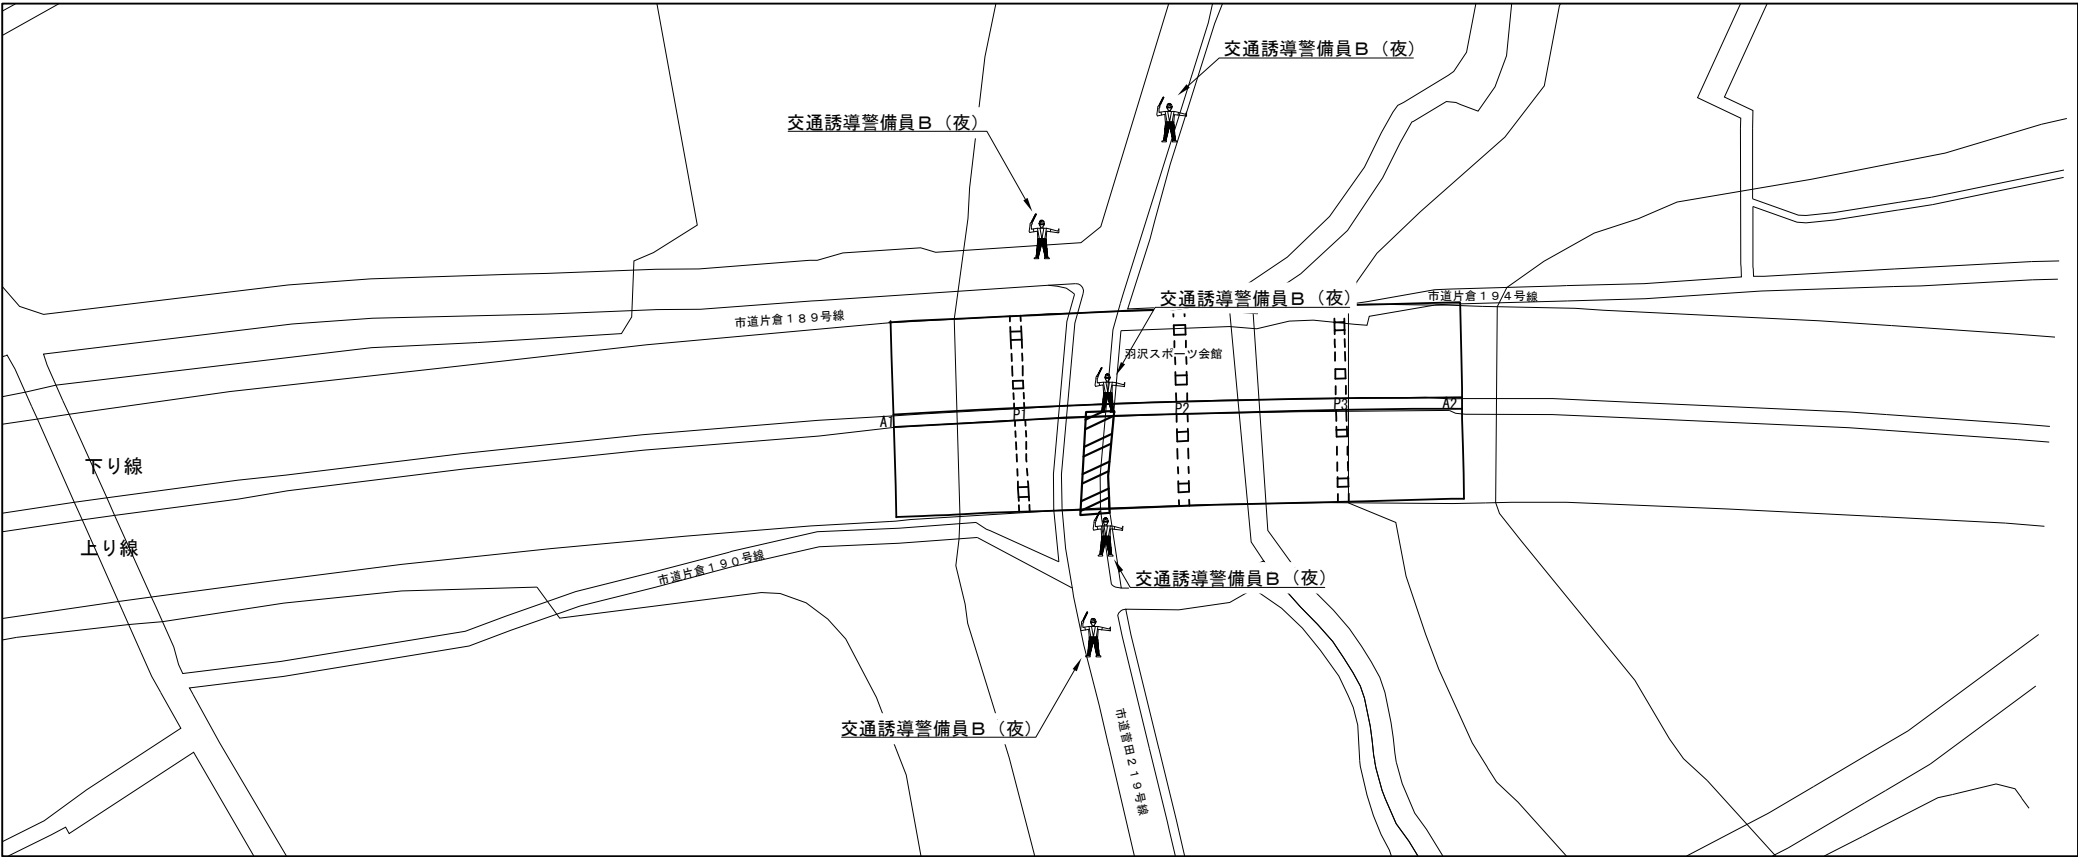 交通誘導警備員Ｂ（夜）
交通誘導警備員Ｂ（夜）
交通誘導警備員Ｂ（夜）
市道片倉１９４号線
市道片倉１８９号線
羽沢スポーツ会館
A1
P1
P2
P3
A2
下り線
上り線
市道片倉１９０号線
交通誘導警備員Ｂ（夜）
交通誘導警備員Ｂ（夜）
市道菅田２１９号線